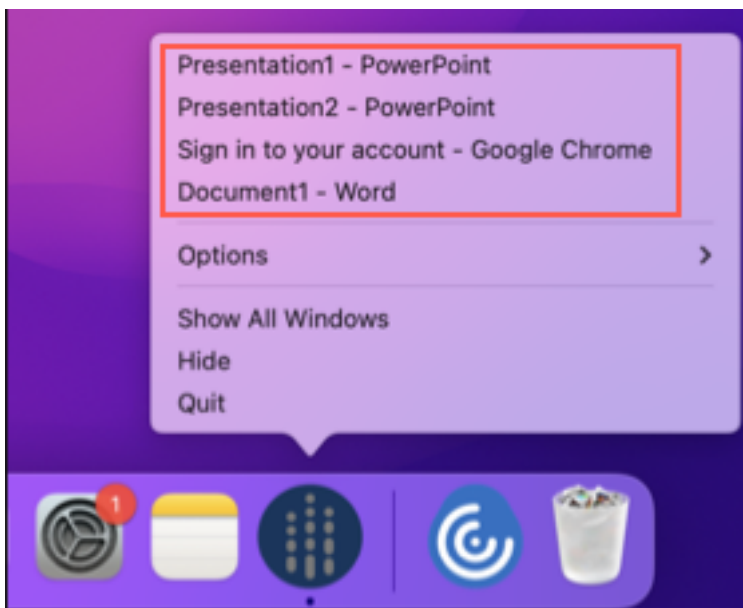 Presentation1 - PowerPoint
Presentation2 - PowerPoint
Sign in to your account - Google Chrome
Document1 - Word
Options
Show All Windows
Hide
Quit
1